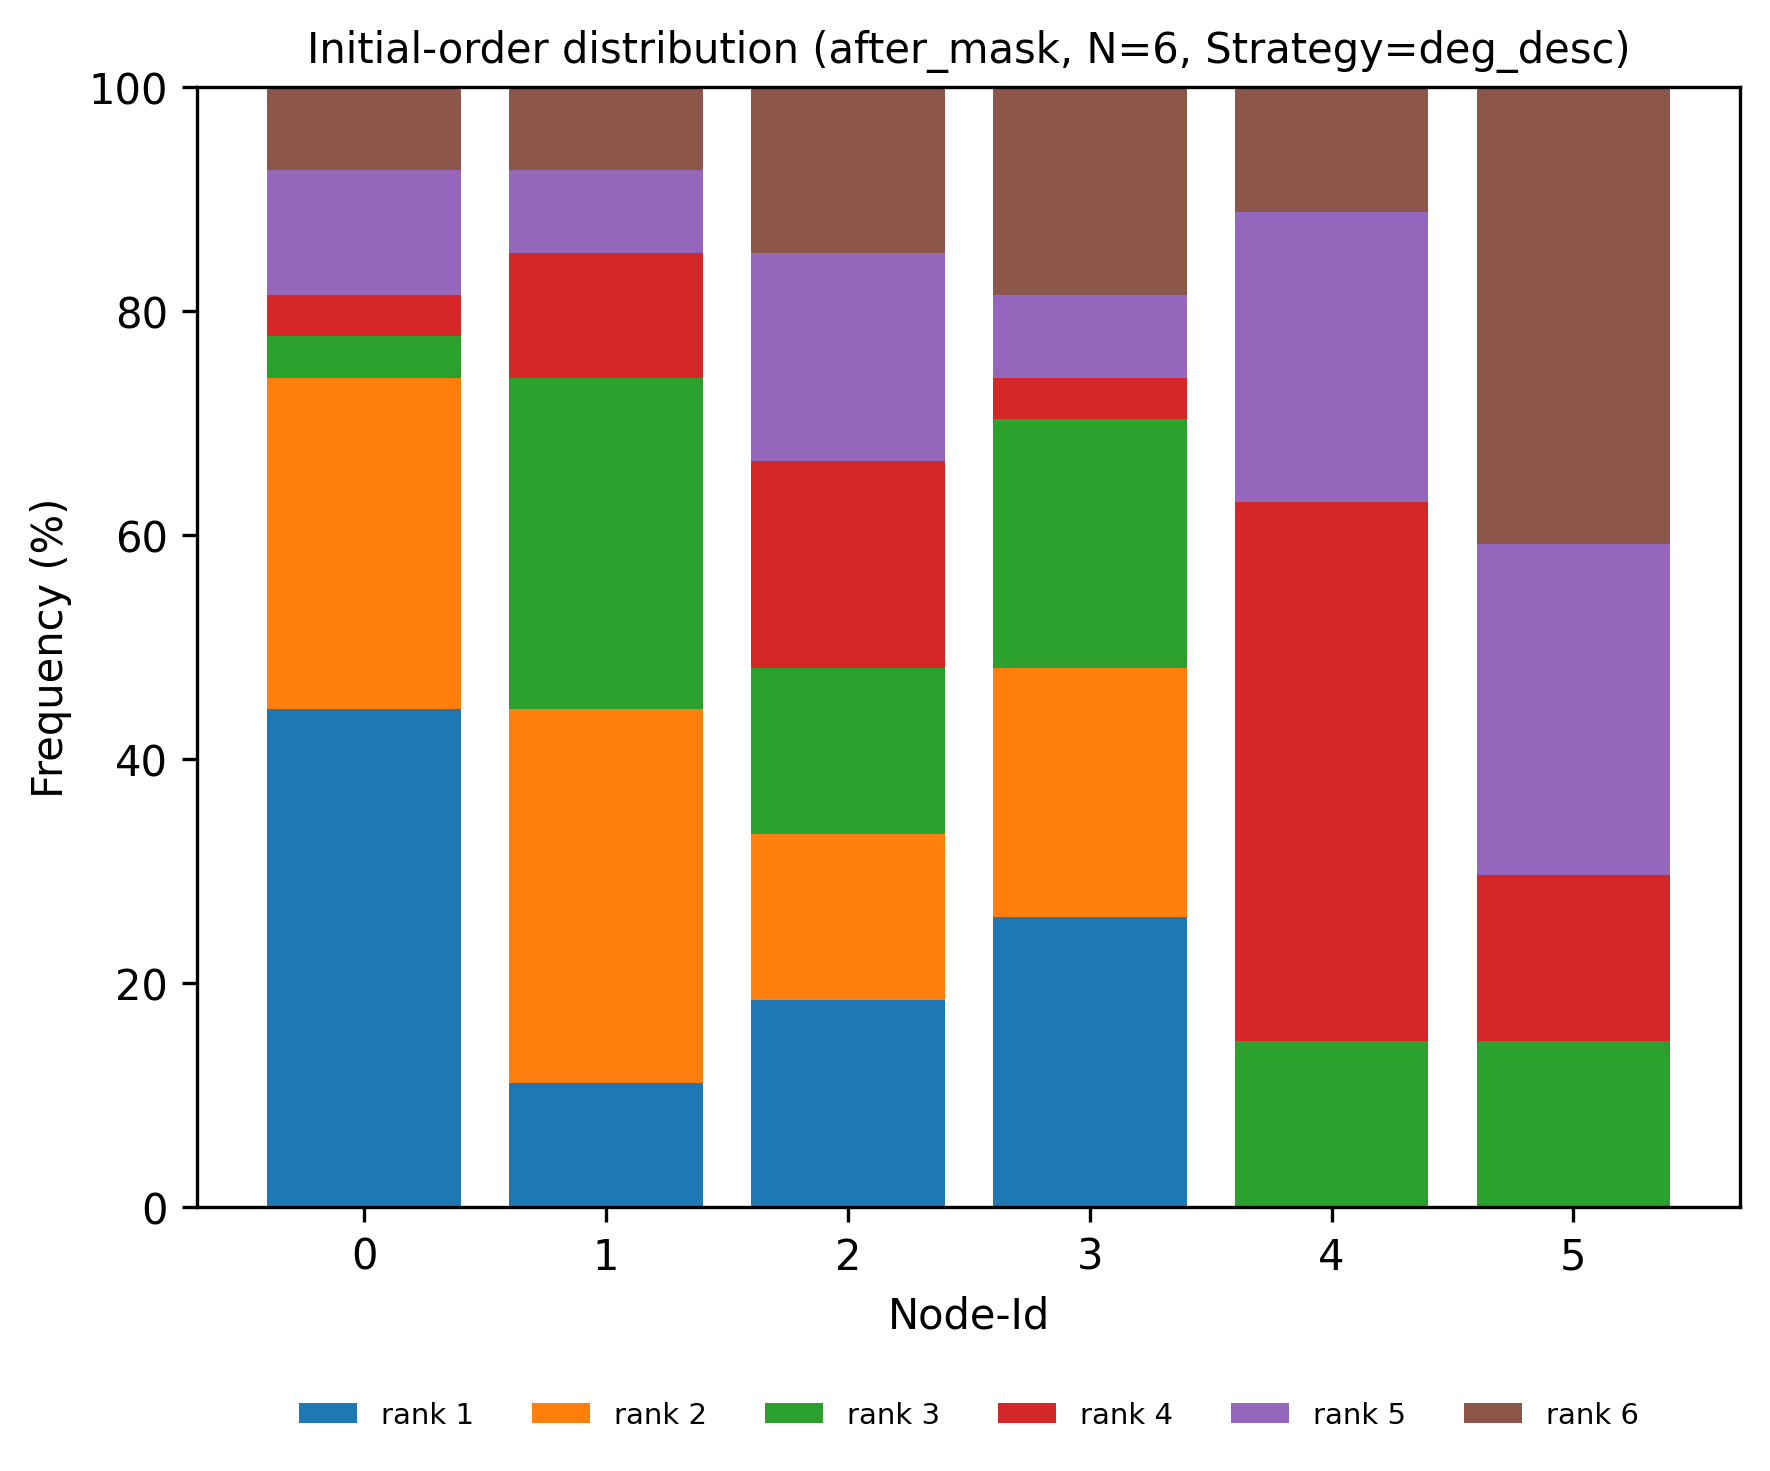 Initial-order distribution (after_mask, N=6, Strategy=deg_desc)
100
80
60
40
20
0
Frequency (%)
0 1 2 3 4 5
Node-Id
rank 1 rank 2 rank 3 rank 4 rank 5 rank 6